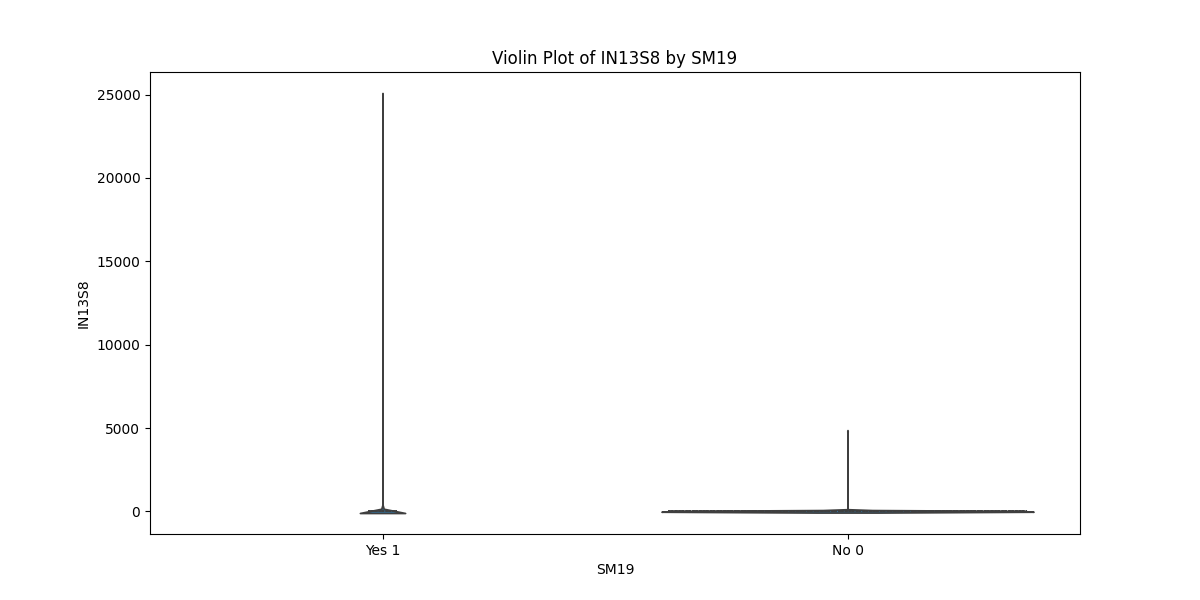 Violin Plot of IN13S8 by SM19
25000
20000
15000
10000
5000
0
IN13S8
Yes 1
No 0
SM19